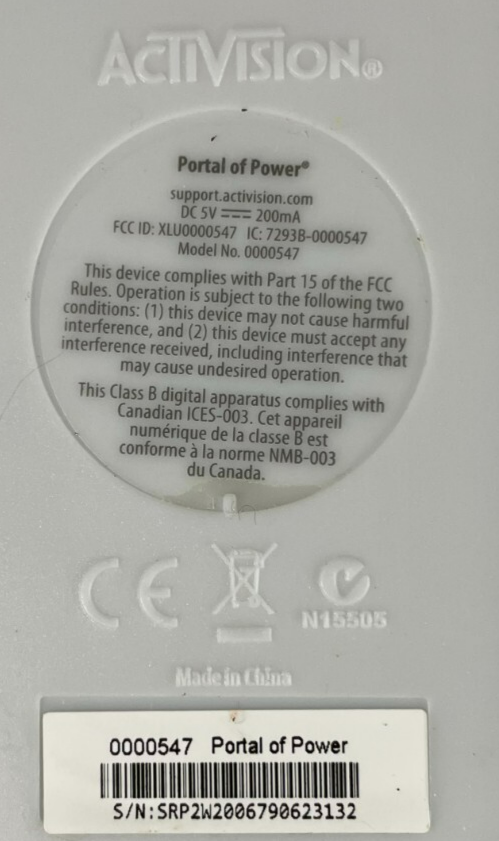 ACTIVISION®
Portal of Power®
support.activision.com
DC 5V ⎓ 200mA
FCC ID: XLU0000547 IC: 7293B-0000547
Model No. 0000547
This device complies with Part 15 of the FCC
Rules. Operation is subject to the following two
conditions: (1) this device may not cause harmful
interference, and (2) this device must accept any
interference received, including interference that
may cause undesired operation.
This Class B digital apparatus complies with
Canadian ICES-003. Cet appareil
numérique de la classe B est
conforme à la norme NMB-003
du Canada.
CE
N15505
Made in China
0000547 Portal of Power
S/N:SRP2W2006790623132